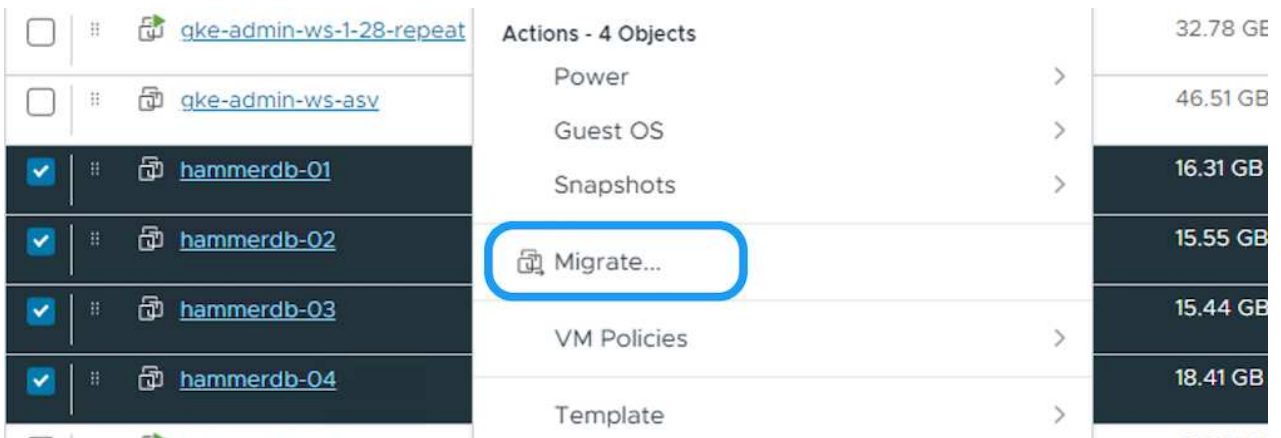 gke-admin-ws-1-28-repeat
Actions - 4 Objects
32.78 GB
Power
gke-admin-ws-asv
46.51 GB
Guest OS
hammerdb-01
16.31 GB
Snapshots
hammerdb-02
15.55 GB
Migrate...
hammerdb-03
15.44 GB
VM Policies
hammerdb-04
18.41 GB
Template